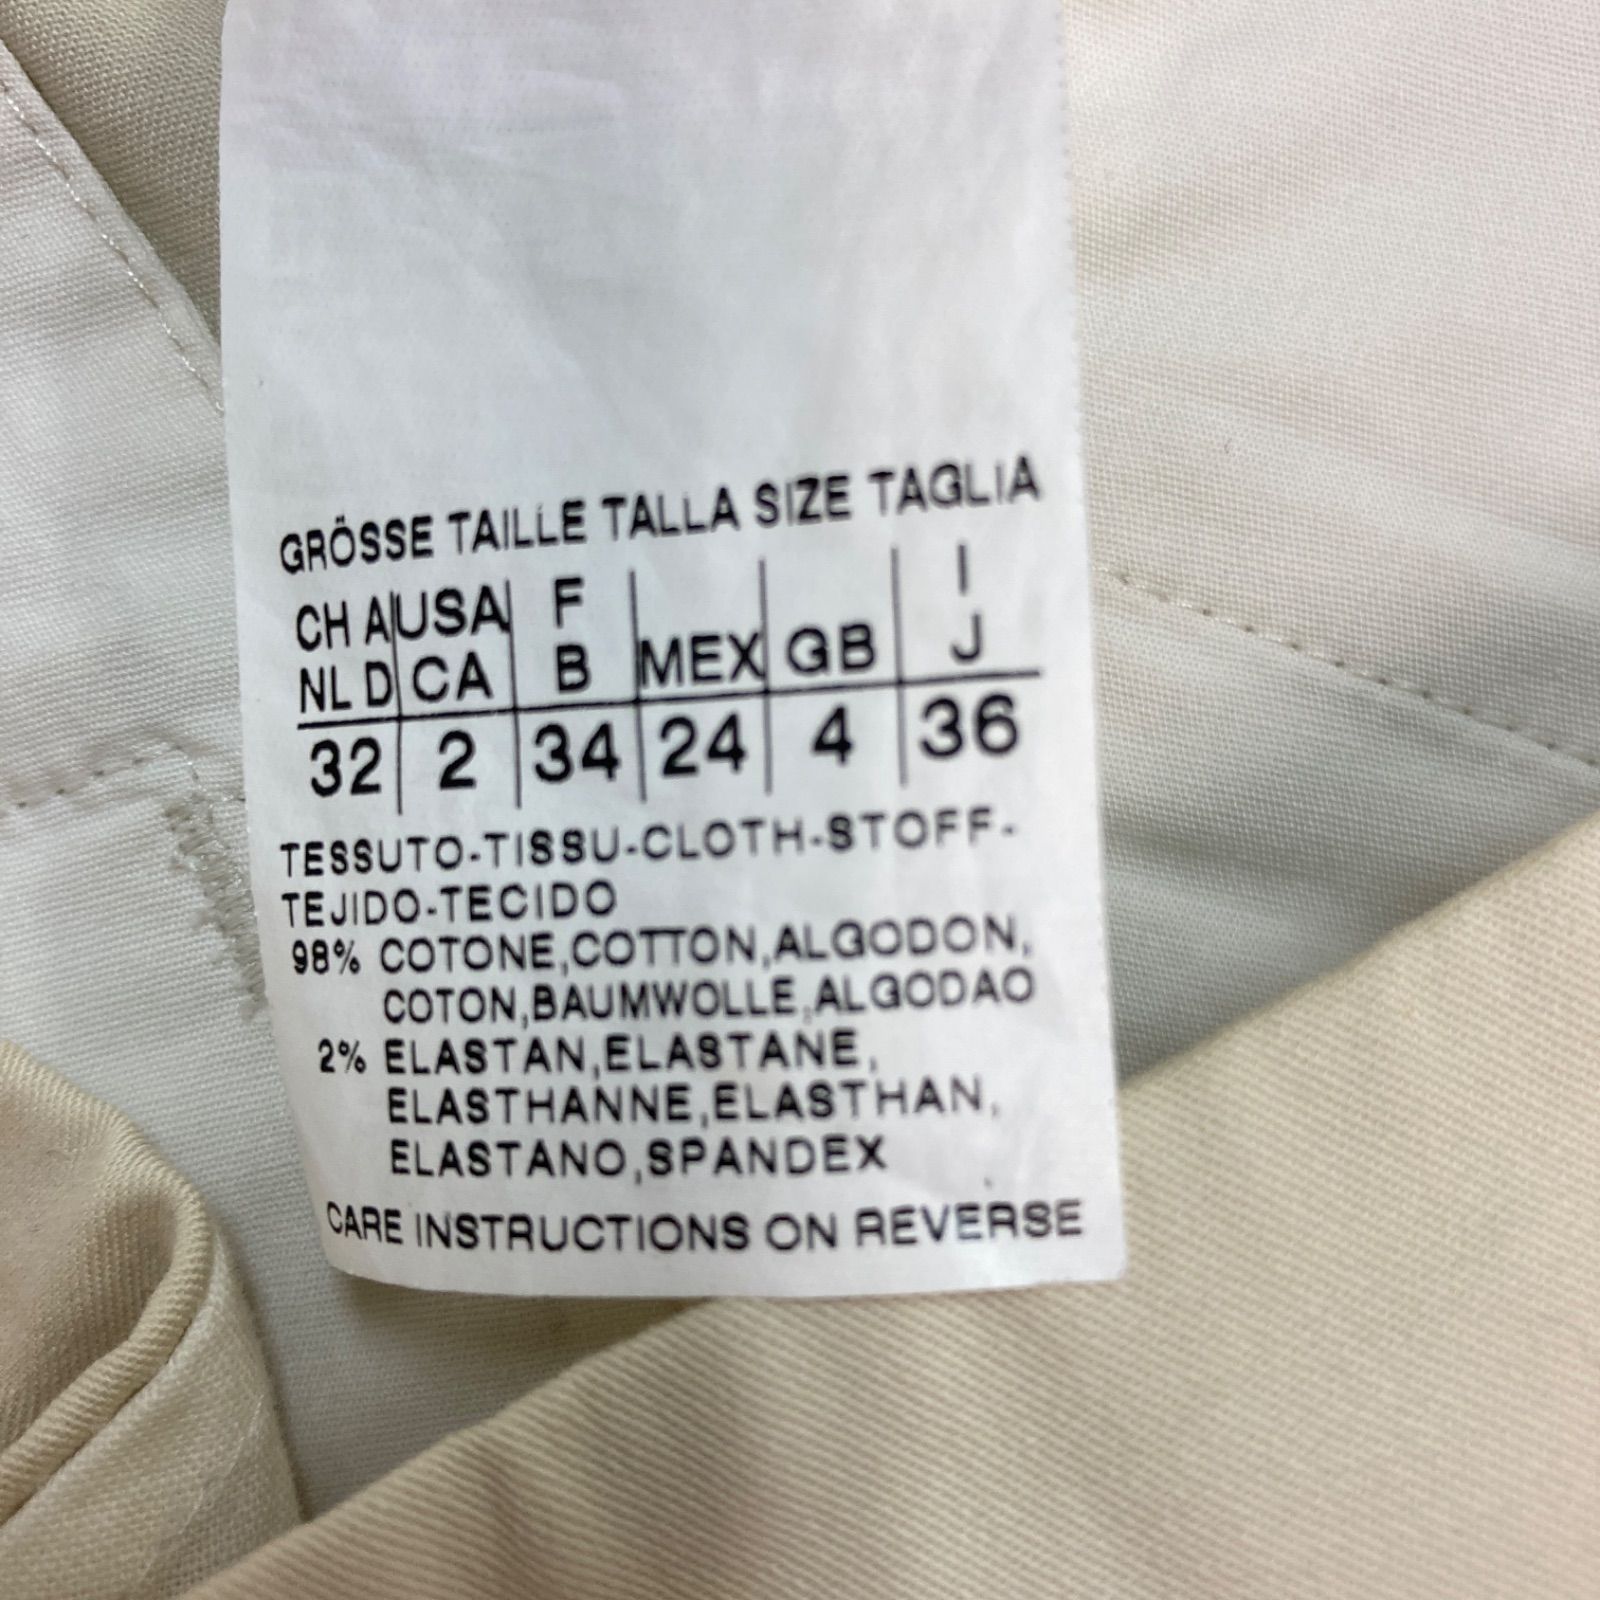 GRÖSSE TAILLE TALLA SIZE TAGLIA
CH A USA F I
NL D CA B MEX GB J
32 2 34 24 4 36
TESSUTO-TISSU-CLOTH-STOFF-
TEJIDO-TECIDO
98% COTONE,COTTON,ALGODON,
COTON,BAUMWOLLE,ALGODAO
2% ELASTAN,ELASTANE,
ELASTHANNE,ELASTHAN,
ELASTANO,SPANDEX
CARE INSTRUCTIONS ON REVERSE